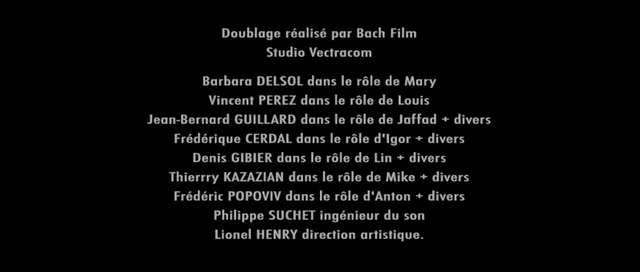 Doublage réalisé par Bach Film
Studio Vectracom
Barbara DELSOL dans le rôle de Mary
Vincent PEREZ dans le rôle de Louis
Jean-Bernard GUILLARD dans le rôle de Jaffad + divers
Frédérique CERDAL dans le rôle d'Igor + divers
Denis GIBIER dans le rôle de Lin + divers
Thierrry KAZAZIAN dans le rôle de Mike + divers
Frédéric POPOVIV dans le rôle d'Anton + divers
Philippe SUCHET ingénieur du son
Lionel HENRY direction artistique.